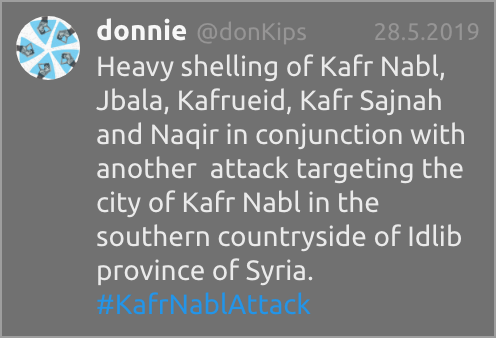 donnie @donKips 28.5.2019
Heavy shelling of Kafr Nabl,
Jbala, Kafrueid, Kafr Sajnah
and Naqir in conjunction with
another  attack targeting the
city of Kafr Nabl in the
southern countryside of Idlib
province of Syria.
#KafrNablAttack